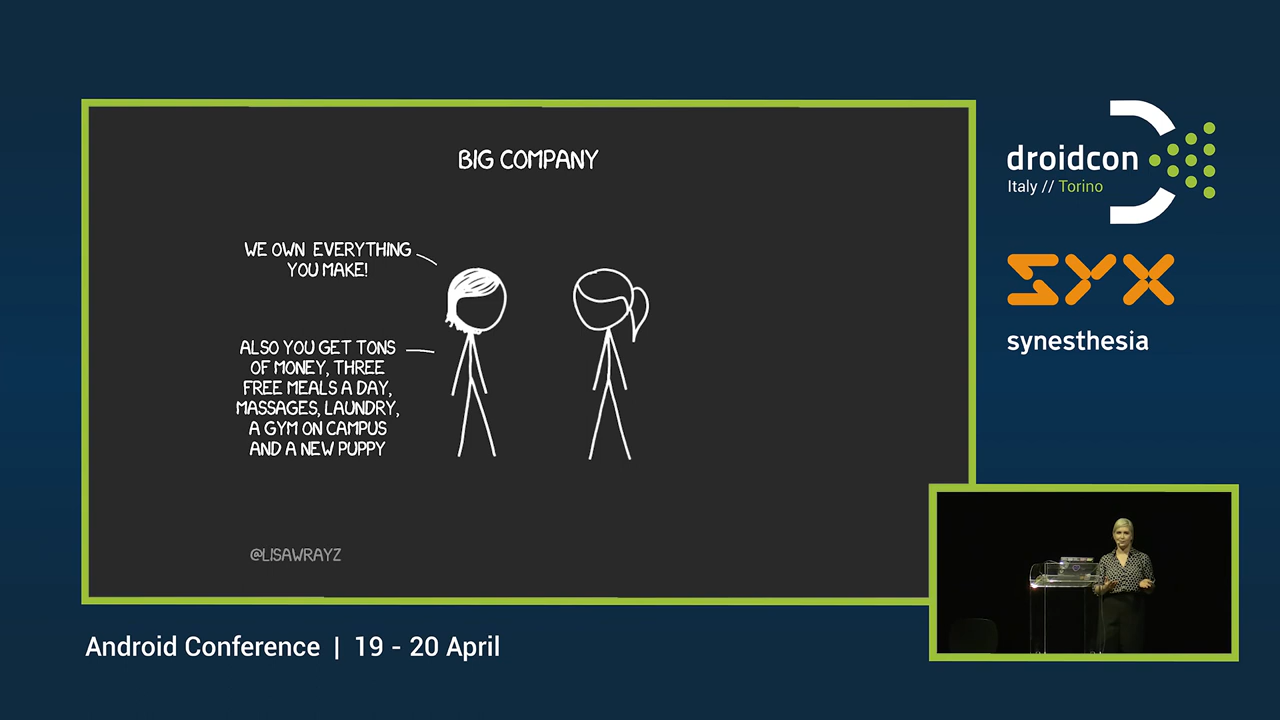 BIG COMPANY
WE OWN EVERYTHING
YOU MAKE!
ALSO YOU GET TONS
OF MONEY, THREE
FREE MEALS A DAY,
MASSAGES, LAUNDRY,
A GYM ON CAMPUS
AND A NEW PUPPY
@LISAWRAYZ
droidcon
Italy // Torino
SYX
synesthesia
Android Conference | 19 - 20 April